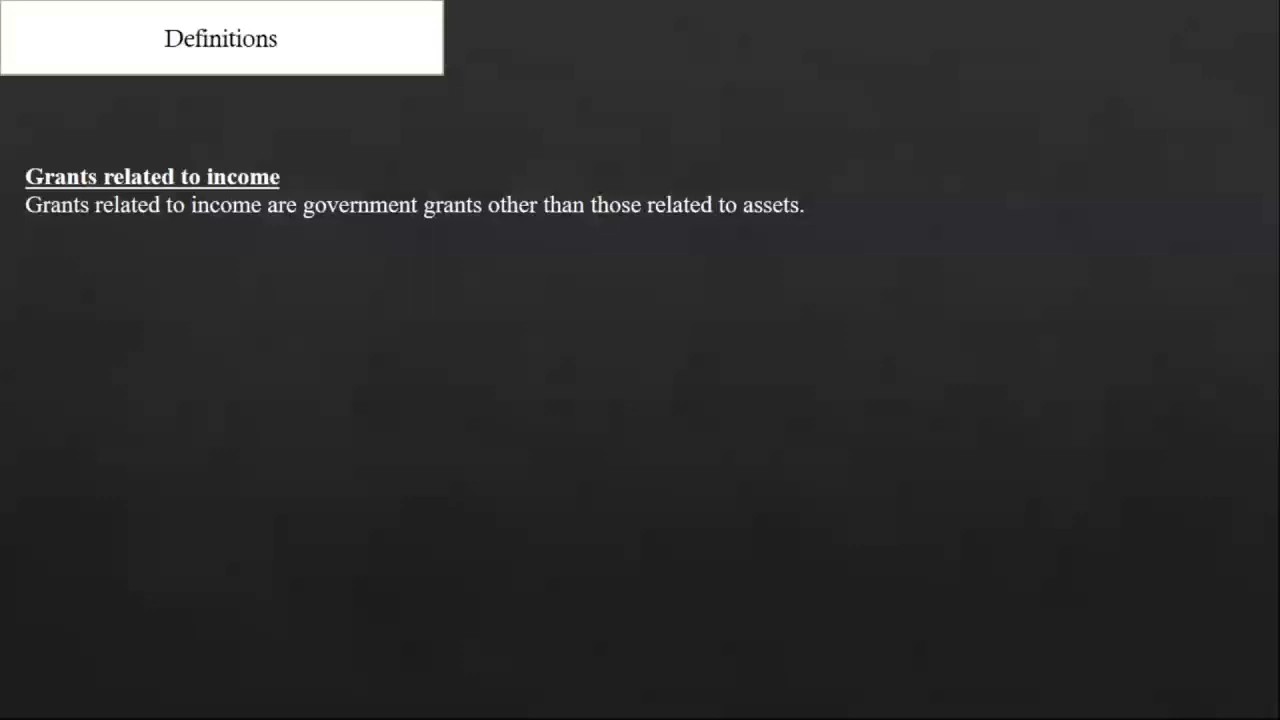 Definitions
Grants related to income
Grants related to income are government grants other than those related to assets.